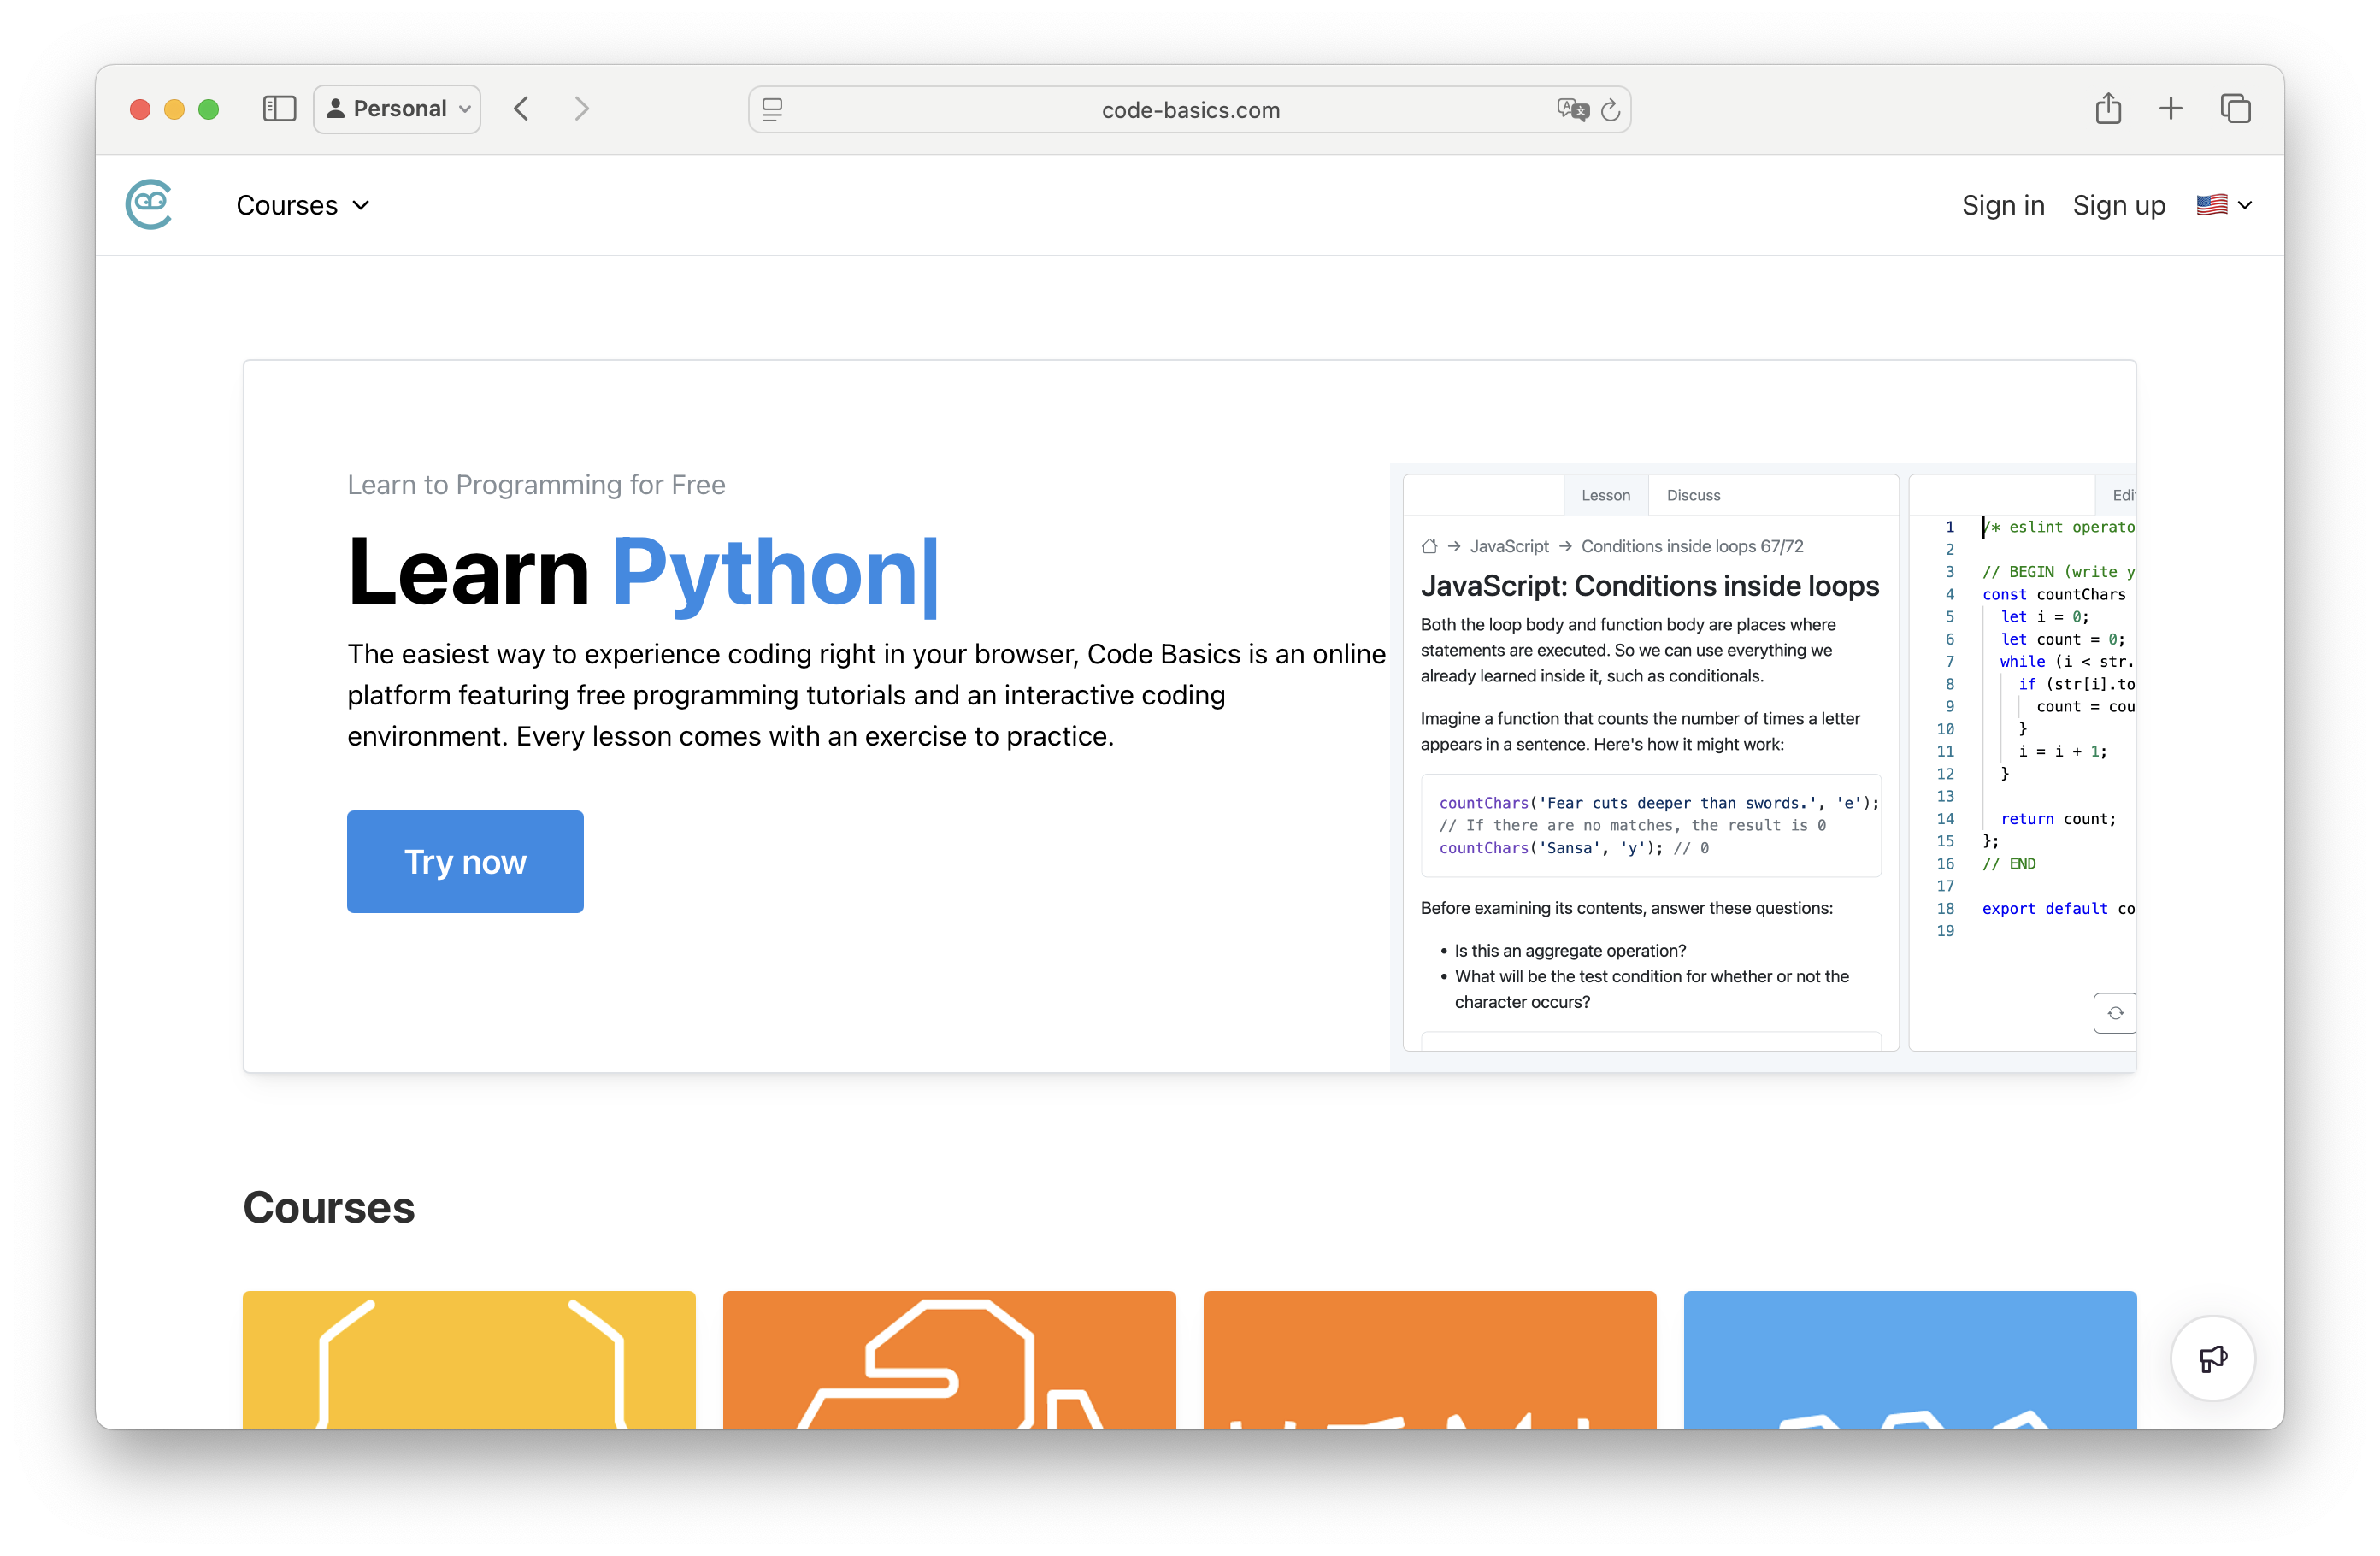 Personal
code-basics.com
Courses
Sign in
Sign up
Learn to Programming for Free
Learn Python
The easiest way to experience coding right in your browser, Code Basics is an online
platform featuring free programming tutorials and an interactive coding
environment. Every lesson comes with an exercise to practice.
Try now
Lesson
Discuss
JavaScript → Conditions inside loops 67/72
JavaScript: Conditions inside loops
Both the loop body and function body are places where
statements are executed. So we can use everything we
already learned inside it, such as conditionals.
Imagine a function that counts the number of times a letter
appears in a sentence. Here's how it might work:
countChars('Fear cuts deeper than swords.', 'e');
// If there are no matches, the result is 0
countChars('Sansa', 'y'); // 0
Before examining its contents, answer these questions:
• Is this an aggregate operation?
• What will be the test condition for whether or not the
character occurs?
1 /* eslint
2
3 // BEGIN (write
4 const countChars
5 let i = 0;
6 let count = 0;
7 while (i < str.
8 if (str[i].to
9 count = cou
10 }
11 i = i + 1;
12 }
13
14 return count;
15 };
16 // END
17
18 export default co
19
Courses